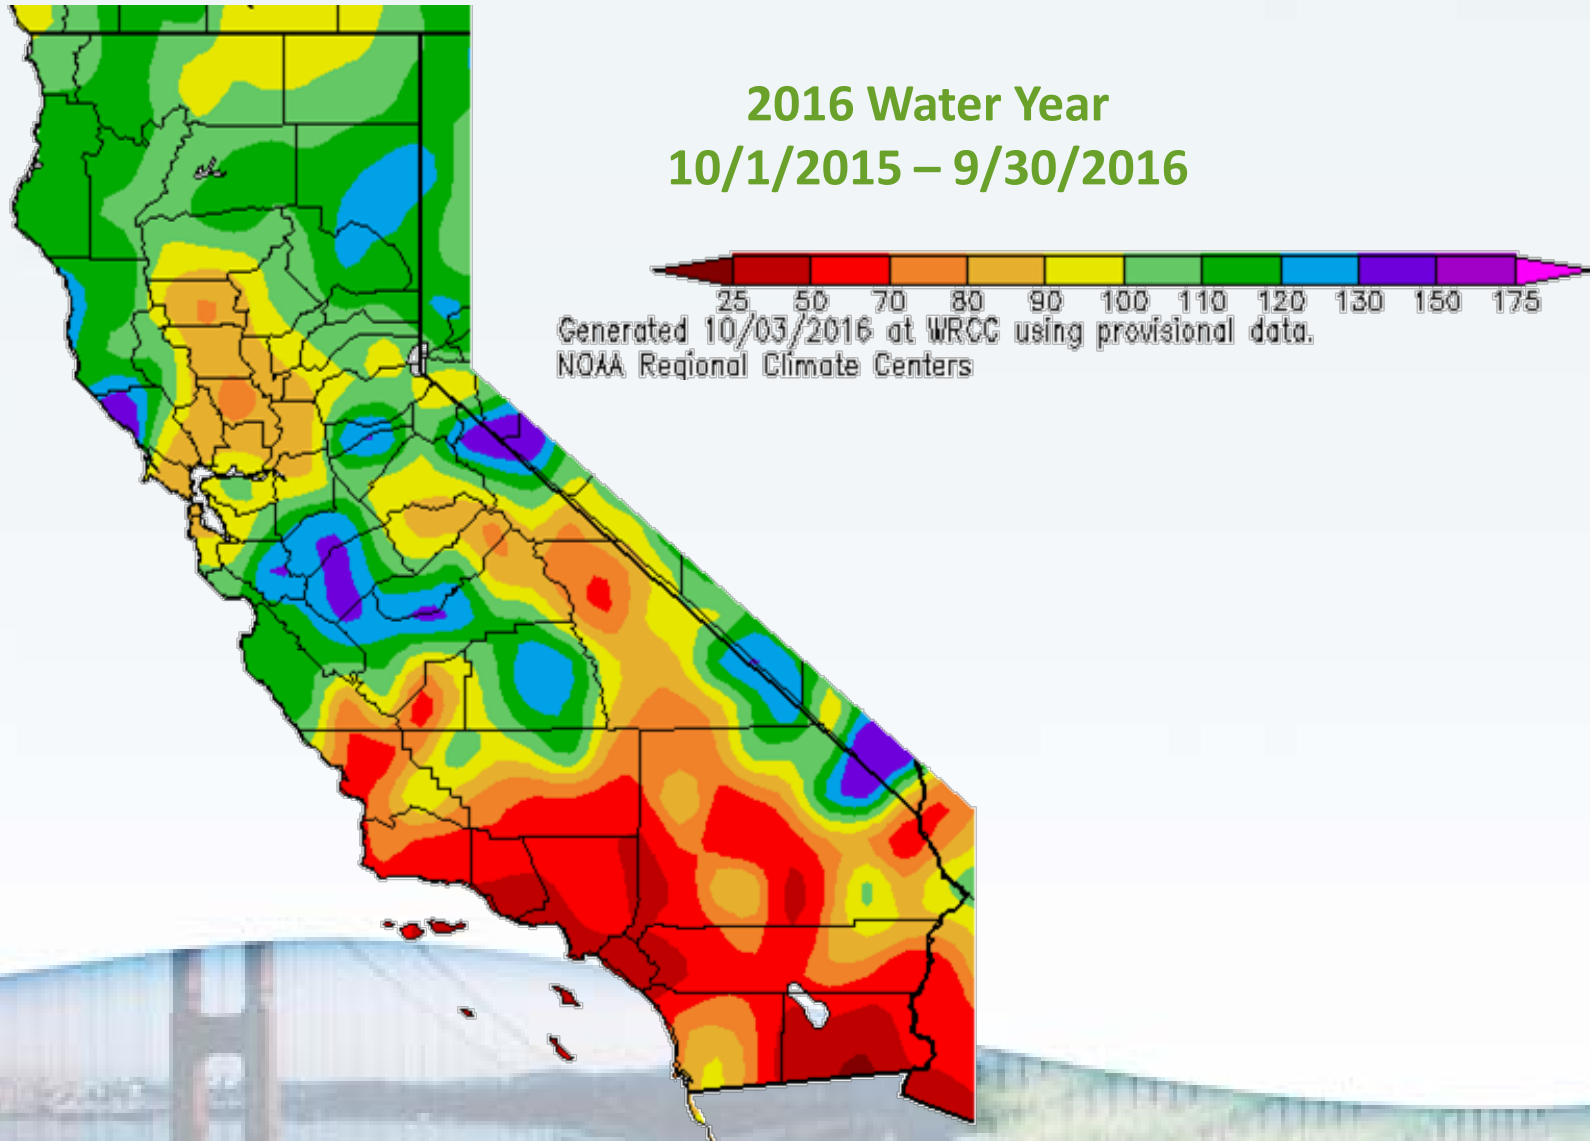 2016 Water Year
10/1/2015 – 9/30/2016
25 50 70 80 90 100 110 120 130 150 175
Generated 10/03/2016 at WRCC using provisional data.
NOAA Regional Climate Centers